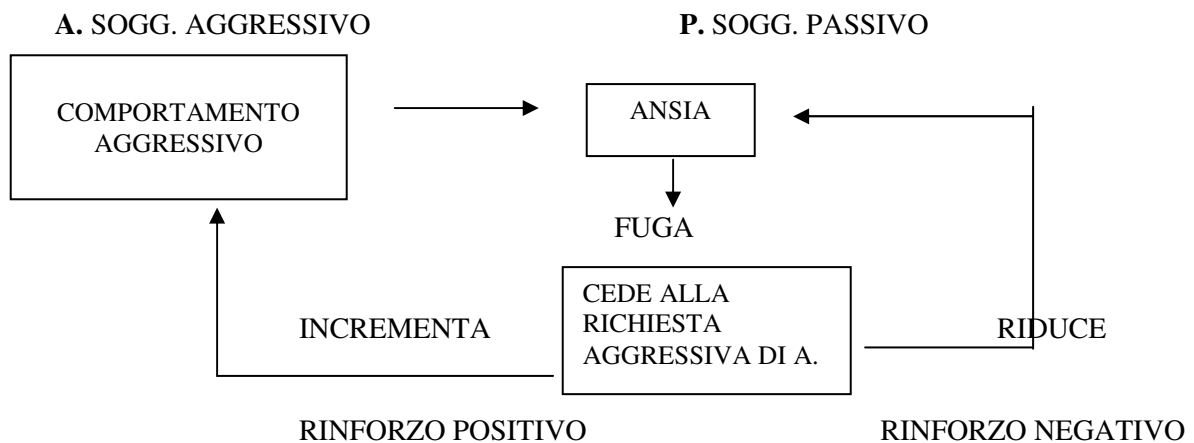 A. SOGG. AGGRESSIVO
P. SOGG. PASSIVO
COMPORTAMENTO
AGGRESSIVO
ANSIA
FUGA
CEDE ALLA
RICHIESTA
AGGRESSIVA DI A.
INCREMENTA
RIDUCE
RINFORZO POSITIVO
RINFORZO NEGATIVO